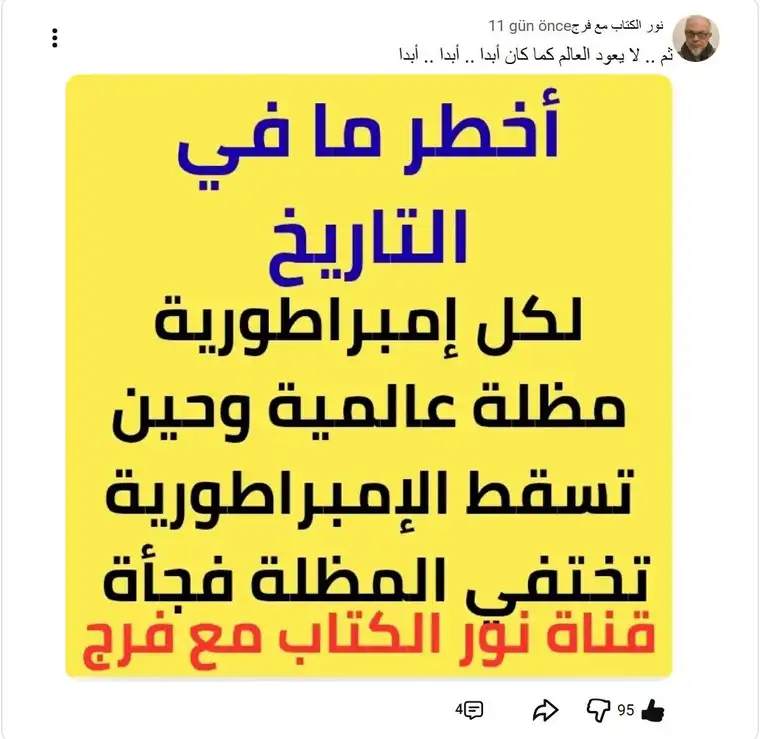 نور الكتاب مع فرج 11 gün önce
ثم .. لا يعود العالم كما كان أبدا .. أبدا .. أبدا
أخطر ما في
التاريخ
لكل إمبراطورية
مظلة عالمية وحين
تسقط الإمبراطورية
تختفي المظلة فجأة
قناة نور الكتاب مع فرج
95
4